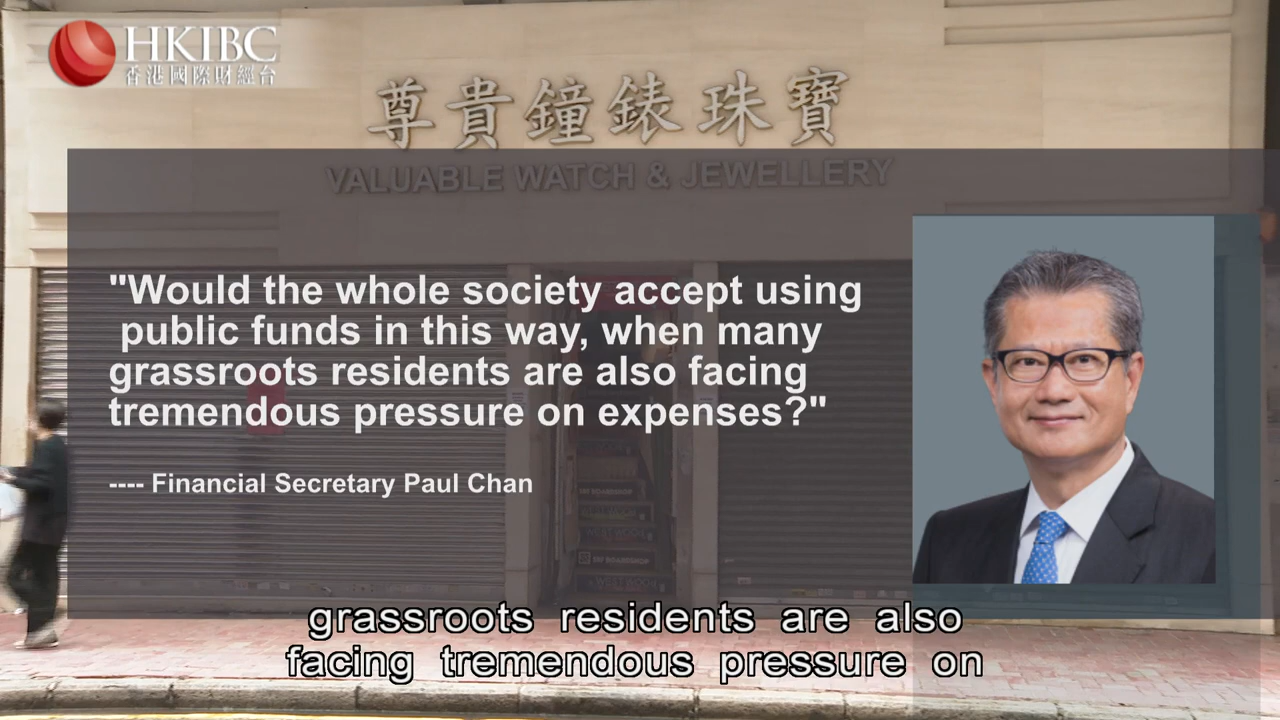 HKIBC
香港國際財經台
尊貴鐘錶珠寶
VALUABLE WATCH & JEWELLERY
"Would the whole society accept using
public funds in this way, when many
grassroots residents are also facing
tremendous pressure on expenses?"
---- Financial Secretary Paul Chan
grassroots residents are also
facing tremendous pressure on